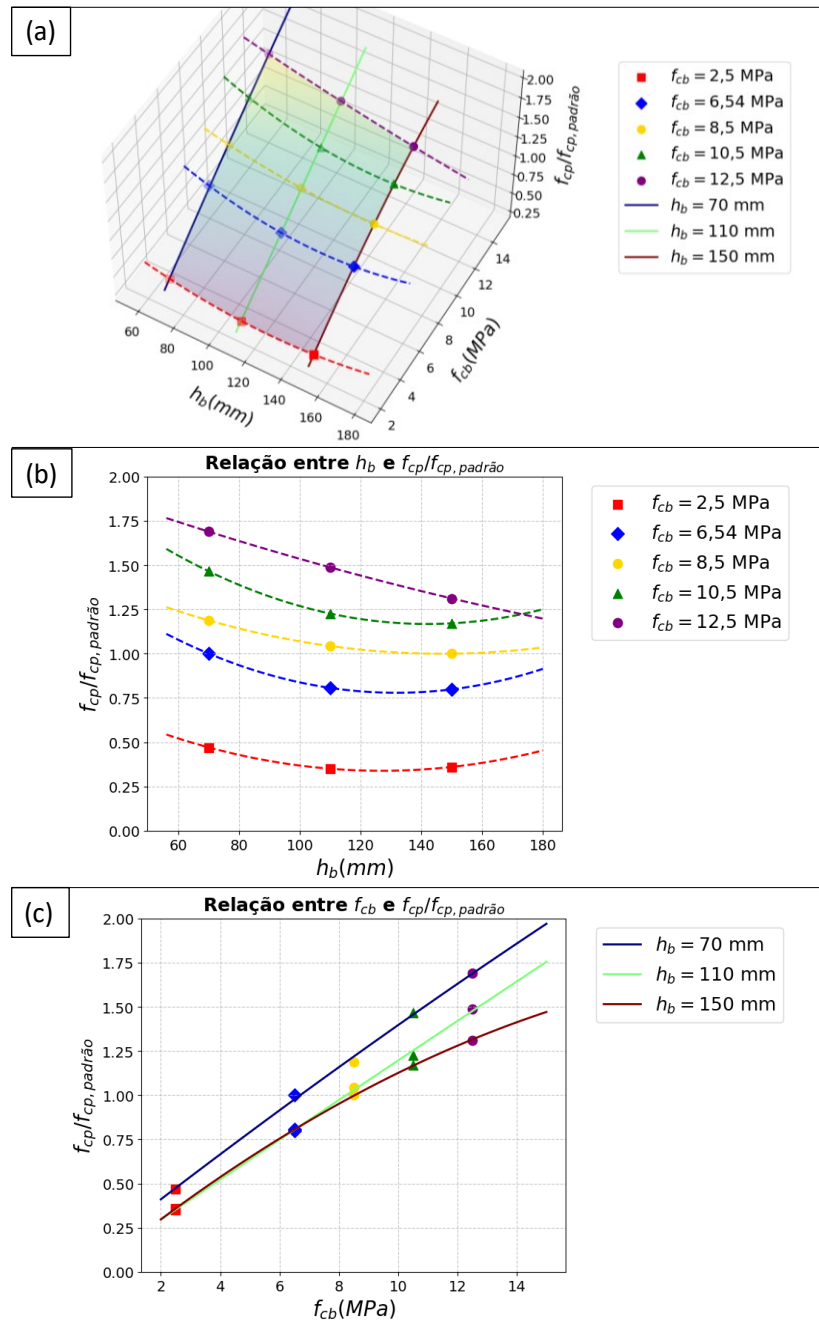 (a)
2.00
1.75
1.50
1.25
1.00
0.75
0.50
0.25
f_cp/f_cp,padrão
14
12
10
8
6
4
2
f_cb(MPa)
60
80
100
120
140
160
180
h_b(mm)
f_cb = 2,5 MPa
f_cb = 6,54 MPa
f_cb = 8,5 MPa
f_cb = 10,5 MPa
f_cb = 12,5 MPa
h_b = 70 mm
h_b = 110 mm
h_b = 150 mm
(b)
Relação entre h_b e f_cp/f_cp,padrão
2.00
1.75
1.50
1.25
1.00
0.75
0.50
0.25
0.00
f_cp/f_cp,padrão
60 80 100 120 140 160 180
h_b(mm)
f_cb = 2,5 MPa
f_cb = 6,54 MPa
f_cb = 8,5 MPa
f_cb = 10,5 MPa
f_cb = 12,5 MPa
(c)
Relação entre f_cb e f_cp/f_cp,padrão
2.00
1.75
1.50
1.25
1.00
0.75
0.50
0.25
0.00
f_cp/f_cp,padrão
2 4 6 8 10 12 14
f_cb(MPa)
h_b = 70 mm
h_b = 110 mm
h_b = 150 mm